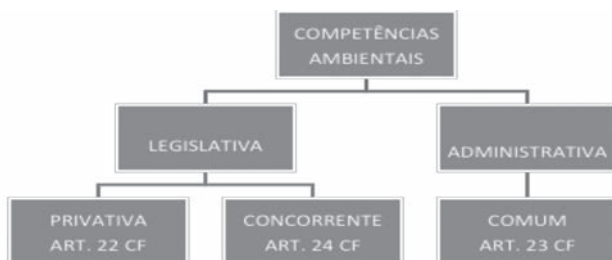 COMPETÊNCIAS
AMBIENTAIS
LEGISLATIVA
ADMINISTRATIVA
PRIVATIVA
ART. 22 CF
CONCORRENTE
ART. 24 CF
COMUM
ART. 23 CF